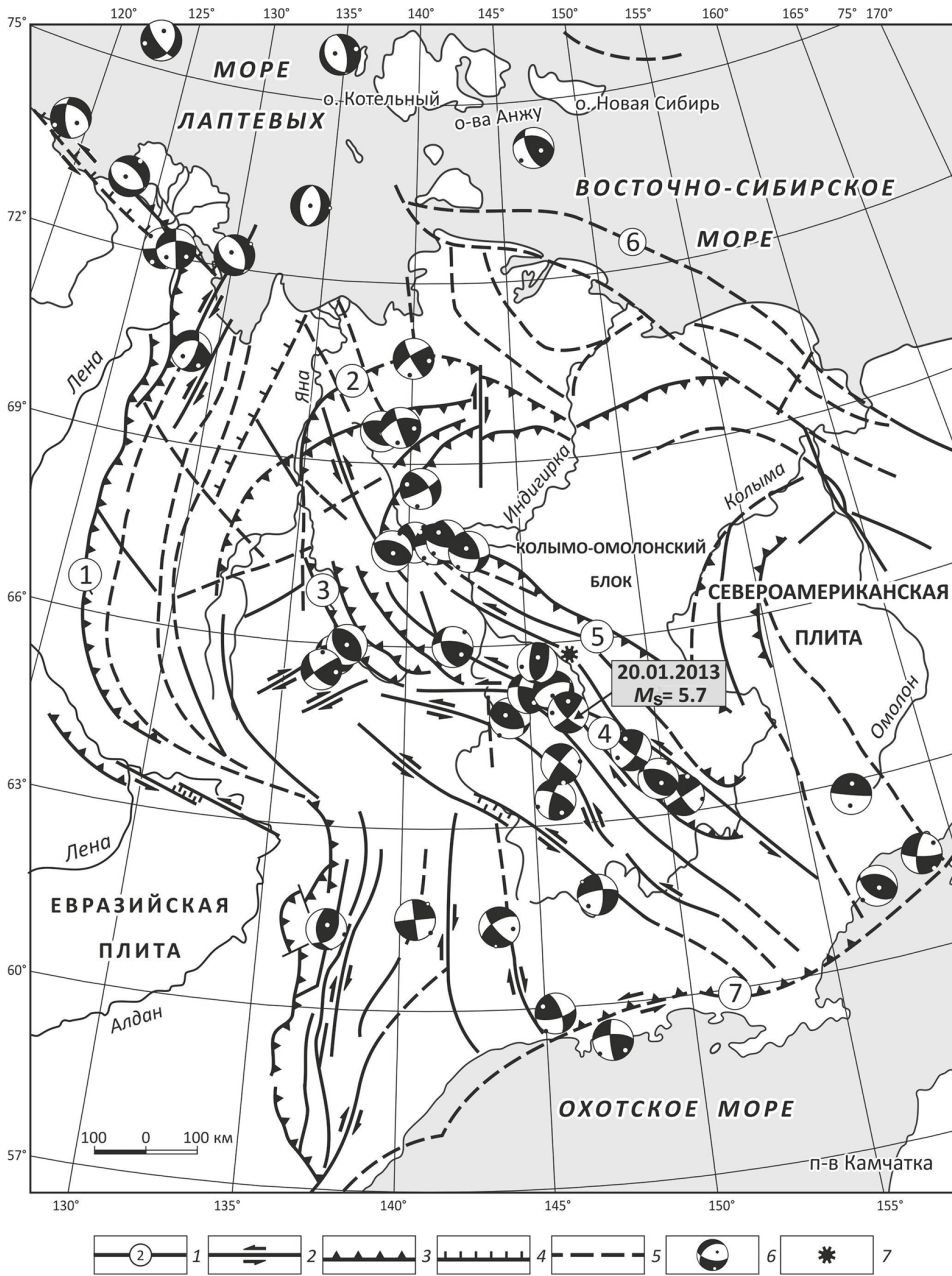 75° 120° 125° 130° 135° 140° 145° 150° 155° 165° 75° 170°
МОРЕ
ЛАПТЕВЫХ
о. Котельный
о. Новая Сибирь
о-ва Анжу
ВОСТОЧНО-СИБИРСКОЕ
МОРЕ
72°
6
Лена
Яна
2
69°
Индигирка
Колыма
КОЛЫМО-ОМОЛОНСКИЙ
БЛОК
1
3
66°
СЕВЕРОАМЕРИКАНСКАЯ
ПЛИТА
5
20.01.2013
Ms= 5.7
Омолон
4
63°
Лена
ЕВРАЗИЙСКАЯ
ПЛИТА
60°
7
Алдан
ОХОТСКОЕ МОРЕ
100 0 100 км
57°
п-в Камчатка
130° 135° 140° 145° 150° 155°
2 1 2 3 4 5 6 7